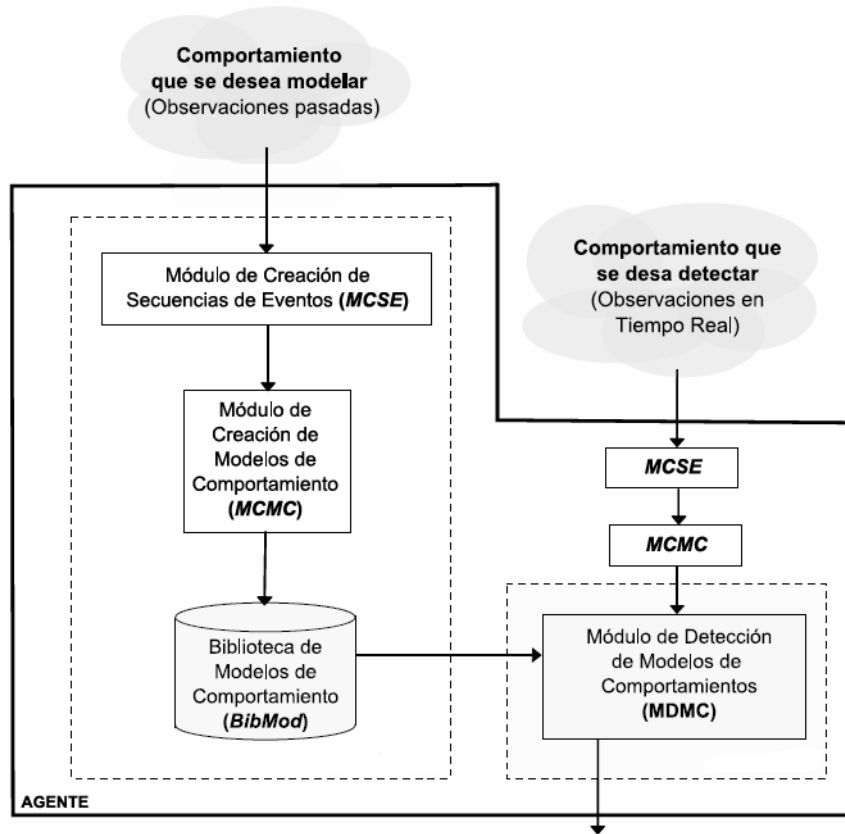 Comportamiento
que se desea modelar
(Observaciones pasadas)
Módulo de Creación de
Secuencias de Eventos (MCSE)
Módulo de
Creación de
Modelos de
Comportamiento
(MCMC)
Biblioteca de
Modelos de
Comportamiento
(BibMod)
Comportamiento que
se desa detectar
(Observaciones en
Tiempo Real)
MCSE
MCMC
Módulo de Detección
de Modelos de
Comportamientos
(MDMC)
AGENTE